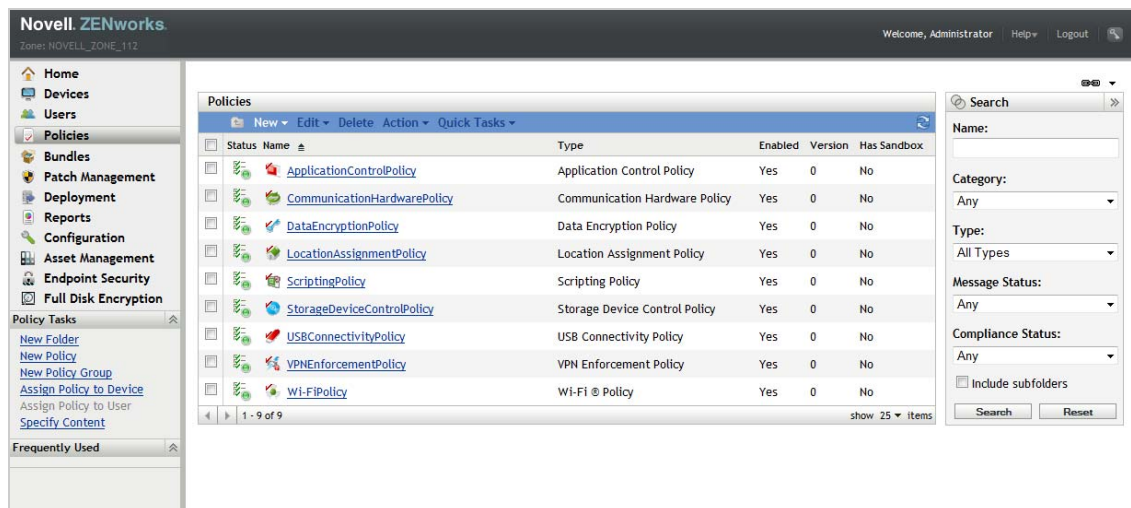 Novell. ZENworks.
Zone: NOVELL_ZONE_112
Welcome, Administrator Help Logout
Home
Devices
Users
Policies
Bundles
Patch Management
Deployment
Reports
Configuration
Asset Management
Endpoint Security
Full Disk Encryption
Policy Tasks
New Folder
New Policy
New Policy Group
Assign Policy to Device
Assign Policy to User
Specify Content
Frequently Used
Policies
New Edit Delete Action Quick Tasks
Status Name Type Enabled Version Has Sandbox
ApplicationControlPolicy Application Control Policy Yes 0 No
CommunicationHardwarePolicy Communication Hardware Policy Yes 0 No
DataEncryptionPolicy Data Encryption Policy Yes 0 No
LocationAssignmentPolicy Location Assignment Policy Yes 0 No
ScriptingPolicy Scripting Policy Yes 0 No
StorageDeviceControlPolicy Storage Device Control Policy Yes 0 No
USBConnectivityPolicy USB Connectivity Policy Yes 0 No
VPNEnforcementPolicy VPN Enforcement Policy Yes 0 No
Wi-FiPolicy Wi-Fi ® Policy Yes 0 No
1 - 9 of 9 show 25 items
Search
Name:
Category:
Any
Type:
All Types
Message Status:
Any
Compliance Status:
Any
Include subfolders
Search Reset